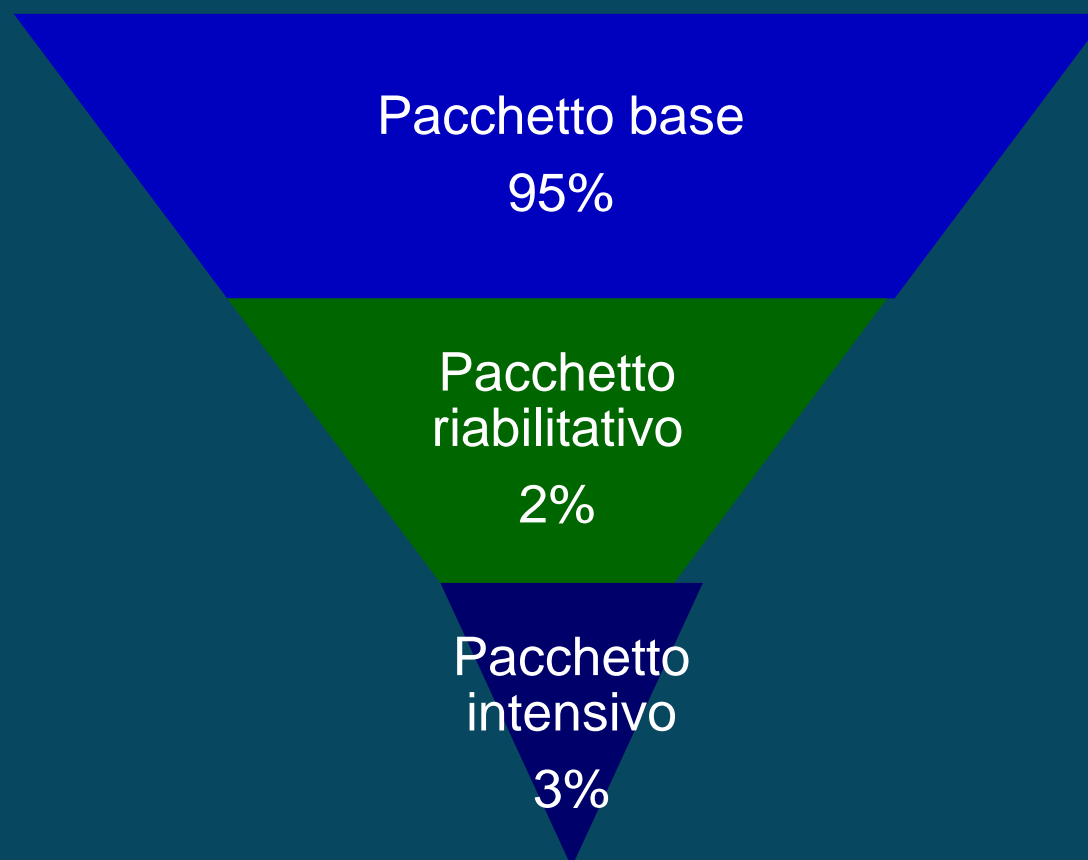 Pacchetto base
95%
Pacchetto
riabilitativo
2%
Pacchetto
intensivo
3%